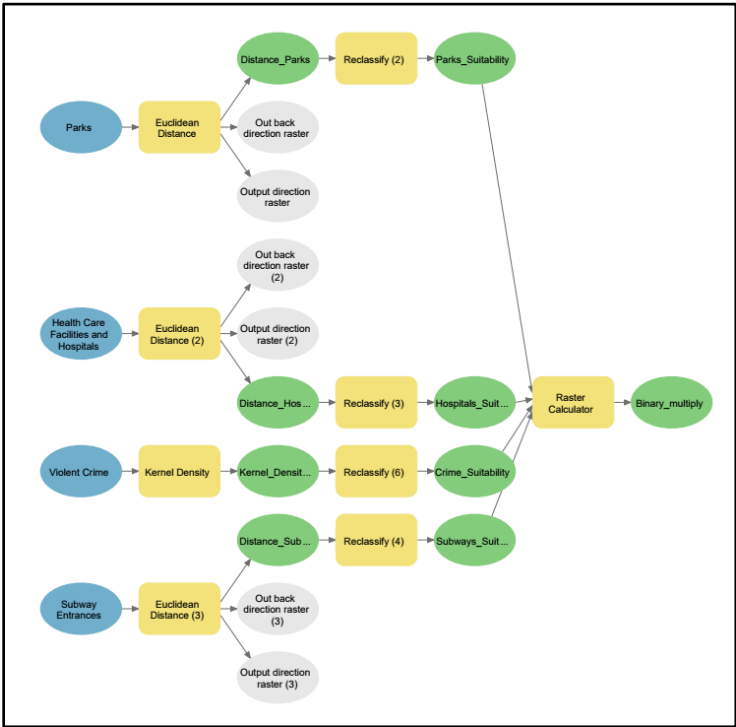 Distance_Parks
Reclassify (2)
Parks_Suitability
Parks
Euclidean
Distance
Out back
direction raster
Output direction
raster
Out back
direction raster
(2)
Health Care
Facilities and
Hospitals
Euclidean
Distance (2)
Output direction
raster (2)
Distance_Hos...
Reclassify (3)
Hospitals_Suit...
Raster
Calculator
Binary_multiply
Violent Crime
Kernel Density
Kernel_Densit...
Reclassify (6)
Crime_Suitability
Distance_Sub...
Reclassify (4)
Subways_Suit...
Subway
Entrances
Euclidean
Distance (3)
Out back
direction raster
(3)
Output direction
raster (3)